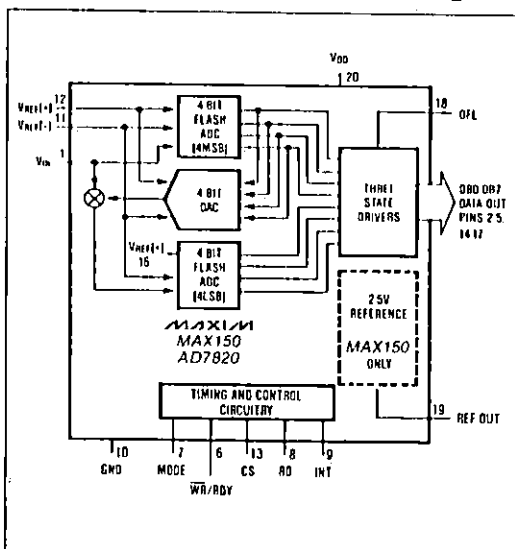 VDD
20
12
VREF(+)
11
VREF(-)
VIN 1
4 BIT
FLASH
ADC
(4MSB)
18
OFL
4 BIT
DAC
THREE
STATE
DRIVERS
DB0 DB7
DATA OUT
PINS 2-5,
14-17
VREF(+)
16
4 BIT
FLASH
ADC
(4LSB)
MAXIM
MAX150
AD7820
2.5V
REFERENCE
MAX150
ONLY
TIMING AND CONTROL
CIRCUITRY
19
REF OUT
10
GND
7
MODE
6
WR/RDY
13
CS
8
RD
9
INT